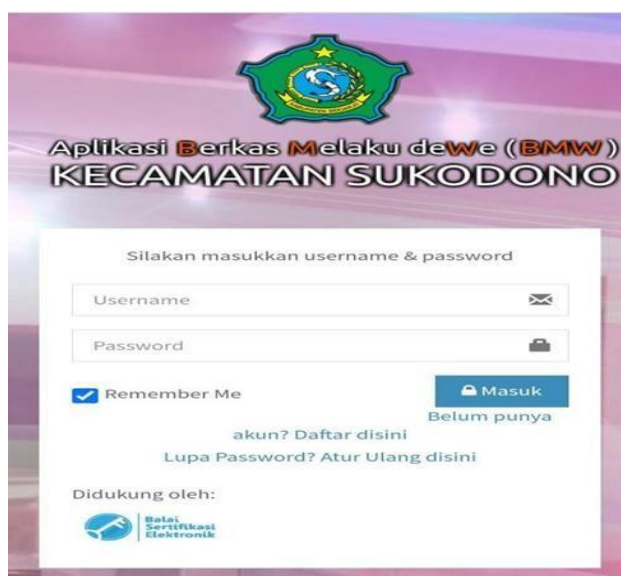 Aplikasi Berkas Melaku deWe (BMW)
KECAMATAN SUKODONO
Silakan masukkan username & password
Username
Password
Remember Me
Masuk
Belum punya
akun? Daftar disini
Lupa Password? Atur Ulang disini
Didukung oleh:
Balai
Sertifikasi
Elektronik